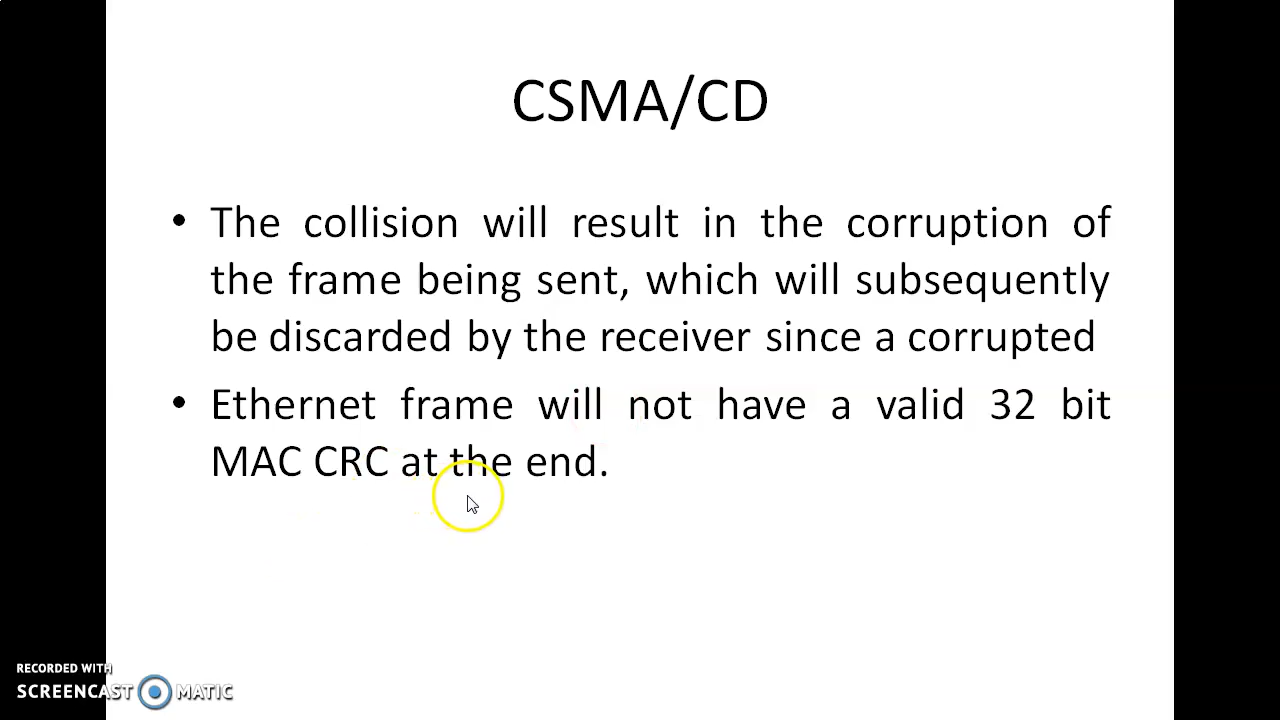 CSMA/CD
• The collision will result in the corruption of
the frame being sent, which will subsequently
be discarded by the receiver since a corrupted
• Ethernet frame will not have a valid 32 bit
MAC CRC at the end.
RECORDED WITH
SCREENCAST MATIC